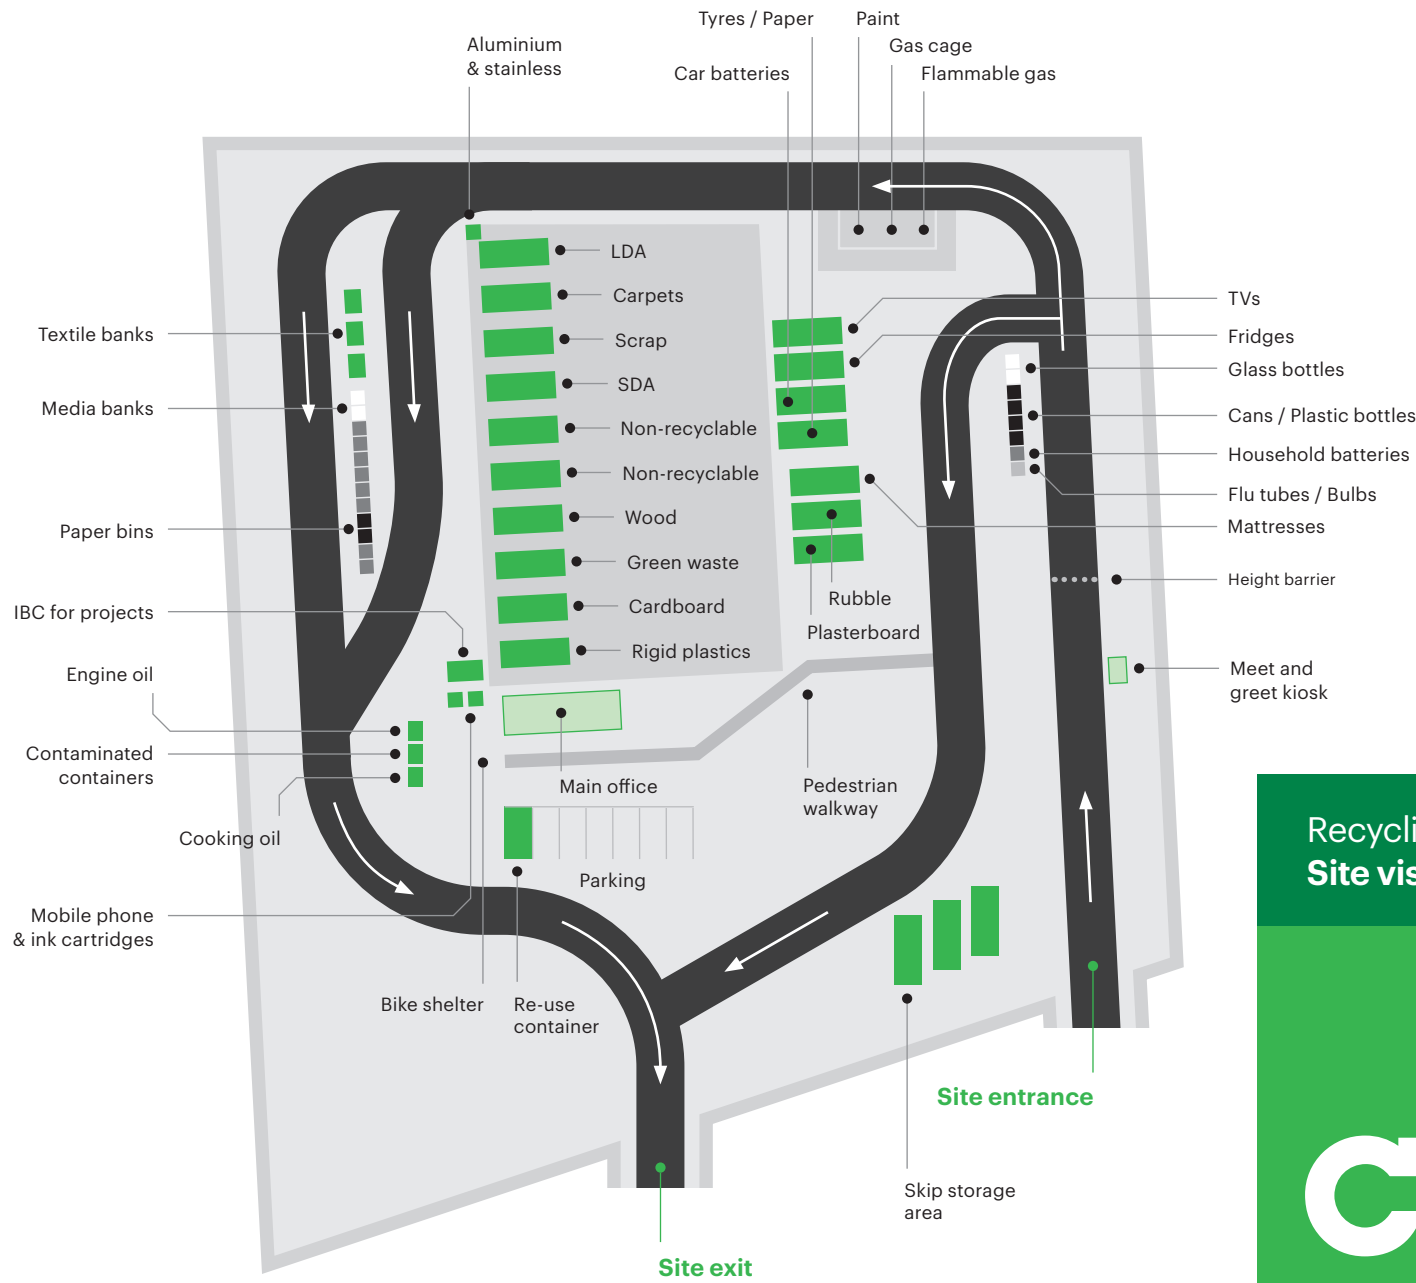 Tyres / Paper
Paint
Aluminium
& stainless
Gas cage
Car batteries
Flammable gas
LDA
Carpets
Scrap
SDA
Non-recyclable
Non-recyclable
Wood
Green waste
Cardboard
Rigid plastics
TVs
Fridges
Glass bottles
Cans / Plastic bottles
Household batteries
Flu tubes / Bulbs
Mattresses
Height barrier
Meet and
greet kiosk
Textile banks
Media banks
Paper bins
IBC for projects
Engine oil
Contaminated
containers
Cooking oil
Mobile phone
& ink cartridges
Rubble
Plasterboard
Main office
Pedestrian
walkway
Parking
Bike shelter
Re-use
container
Site entrance
Skip storage
area
Site exit
Recycli
Site vis